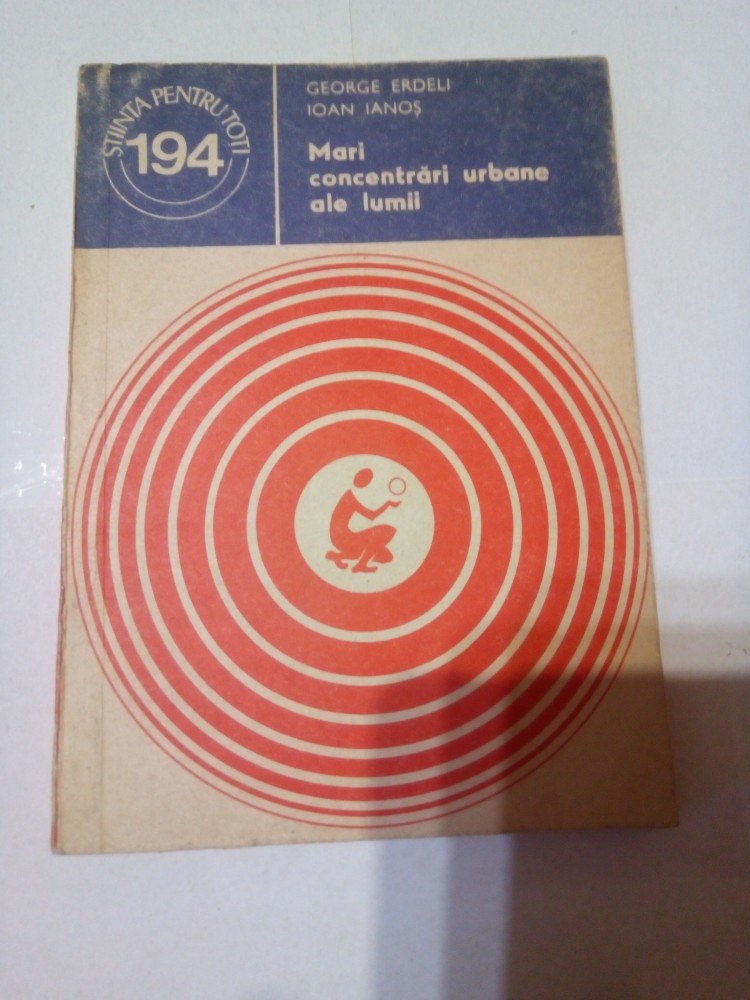 ȘTIINȚA PENTRU TOȚI
194
GEORGE ERDELI
IOAN IANOȘ
Mari
concentrări urbane
ale lumii